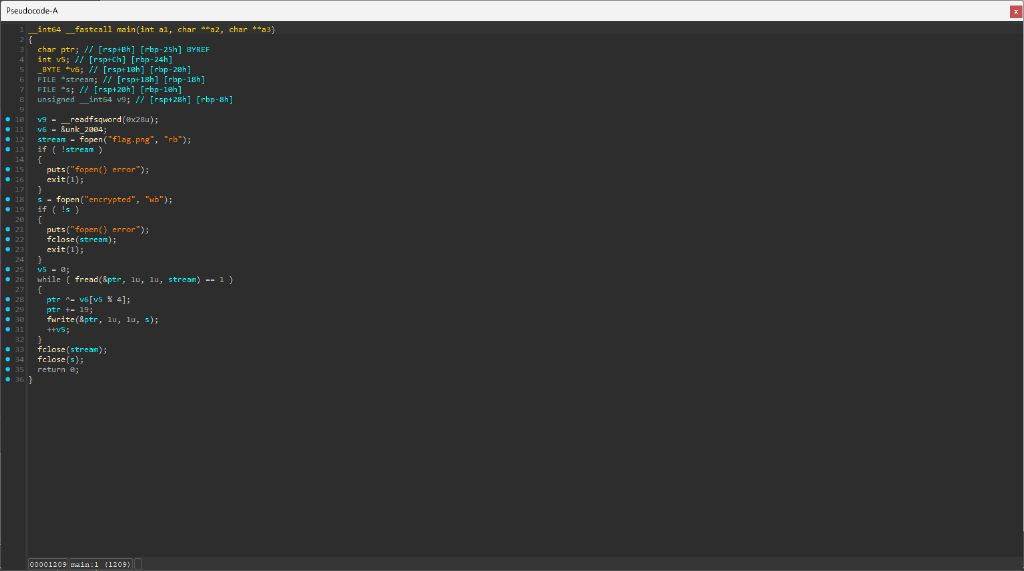 Pseudocode-A
x
1 __int64 __fastcall main(int a1, char **a2, char **a3)
2 {
3 char ptr; // [rsp+Bh] [rbp-25h] BYREF
4 int v5; // [rsp+Ch] [rbp-24h]
5 _BYTE *v6; // [rsp+10h] [rbp-20h]
6 FILE *stream; // [rsp+18h] [rbp-18h]
7 FILE *s; // [rsp+20h] [rbp-10h]
8 unsigned __int64 v9; // [rsp+28h] [rbp-8h]
9
10 v9 = __readfsqword(0x28u);
11 v6 = &unk_2004;
12 stream = fopen("flag.png", "rb");
13 if ( !stream )
14 {
15 puts("fopen() error");
16 exit(1);
17 }
18 s = fopen("encrypted", "wb");
19 if ( !s )
20 {
21 puts("fopen() error");
22 fclose(stream);
23 exit(1);
24 }
25 v5 = 0;
26 while ( fread(&ptr, 1u, 1u, stream) == 1 )
27 {
28 ptr ^= v6[v5 % 4];
29 ptr += 19;
30 fwrite(&ptr, 1u, 1u, s);
31 ++v5;
32 }
33 fclose(stream);
34 fclose(s);
35 return 0;
36 }
00001209 main:1 (1209)